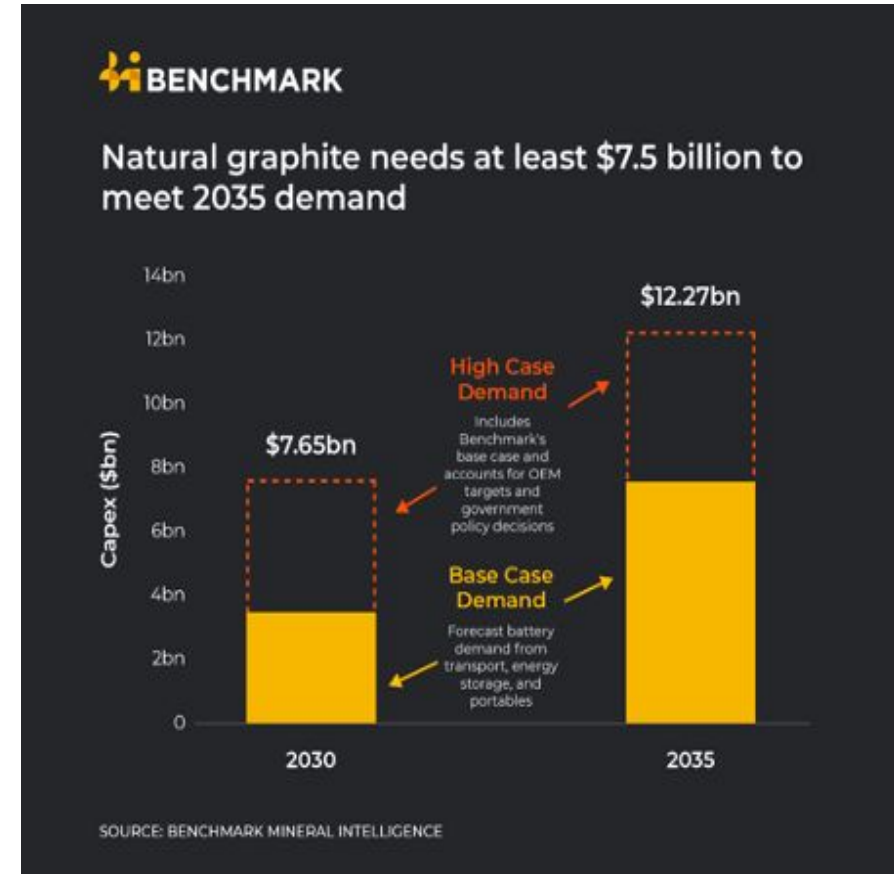 BENCHMARK
Natural graphite needs at least $7.5 billion to
meet 2035 demand
Capex ($bn)
14bn
12bn
10bn
8bn
6bn
4bn
2bn
0
$7.65bn
$12.27bn
High Case
Demand
Includes
Benchmark's
base case and
accounts for OEM
targets and
government
policy decisions
Base Case
Demand
Forecast battery
demand from
transport, energy
storage, and
portables
2030
2035
SOURCE: BENCHMARK MINERAL INTELLIGENCE